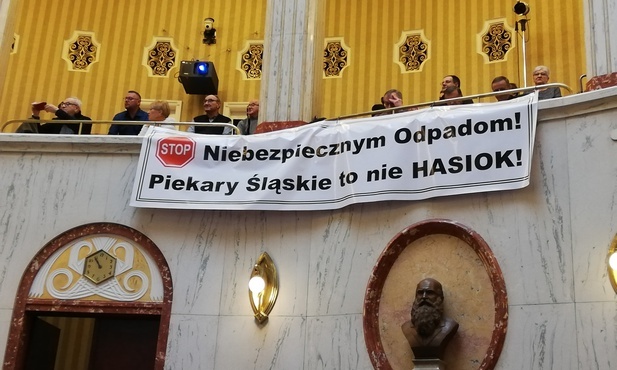 STOP Niebezpiecznym Odpadom!
Piekary Śląskie to nie HASIOK!